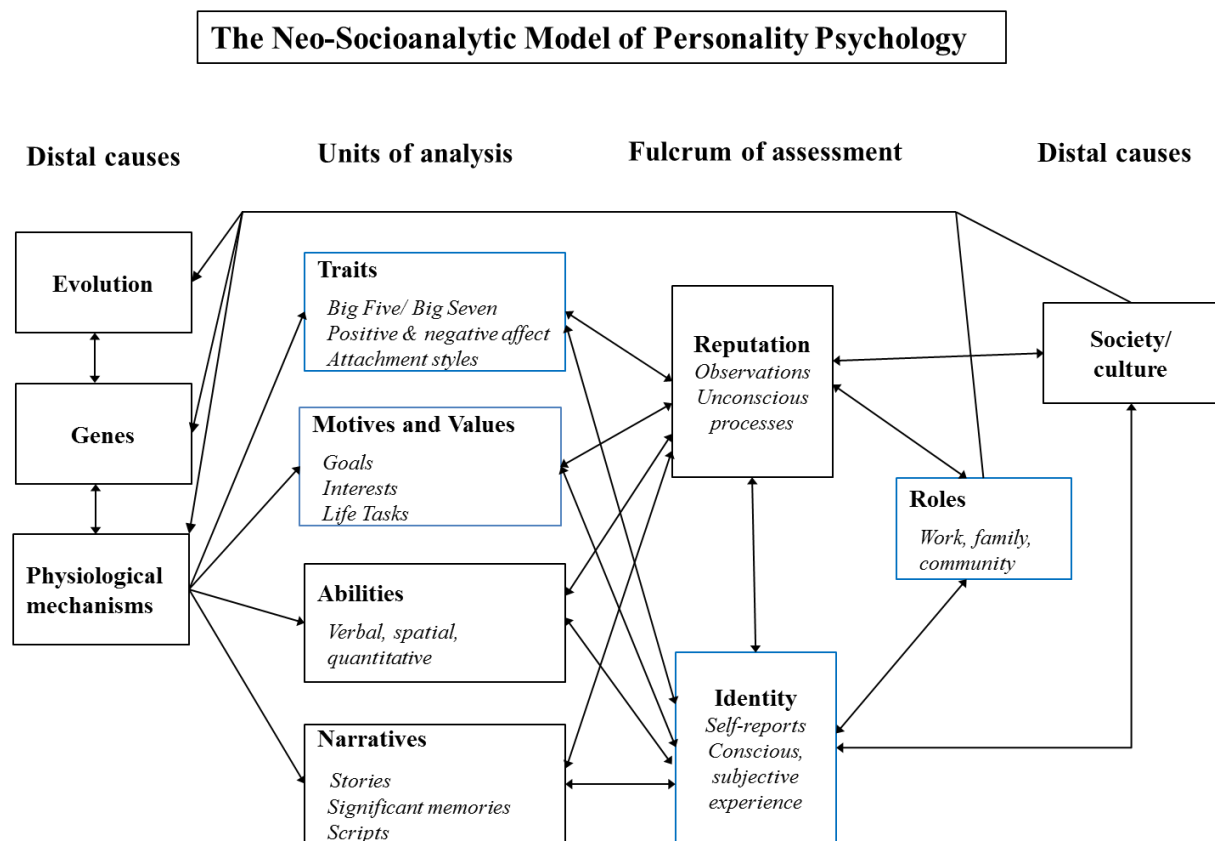 The Neo-Socioanalytic Model of Personality Psychology
Distal causes
Units of analysis
Fulcrum of assessment
Distal causes
Evolution
Genes
Physiological
mechanisms
Traits
Big Five/ Big Seven
Positive & negative affect
Attachment styles
Motives and Values
Goals
Interests
Life Tasks
Abilities
Verbal, spatial,
quantitative
Narratives
Stories
Significant memories
Scripts
Reputation
Observations
Unconscious
processes
Identity
Self-reports
Conscious,
subjective
experience
Society/
culture
Roles
Work, family,
community